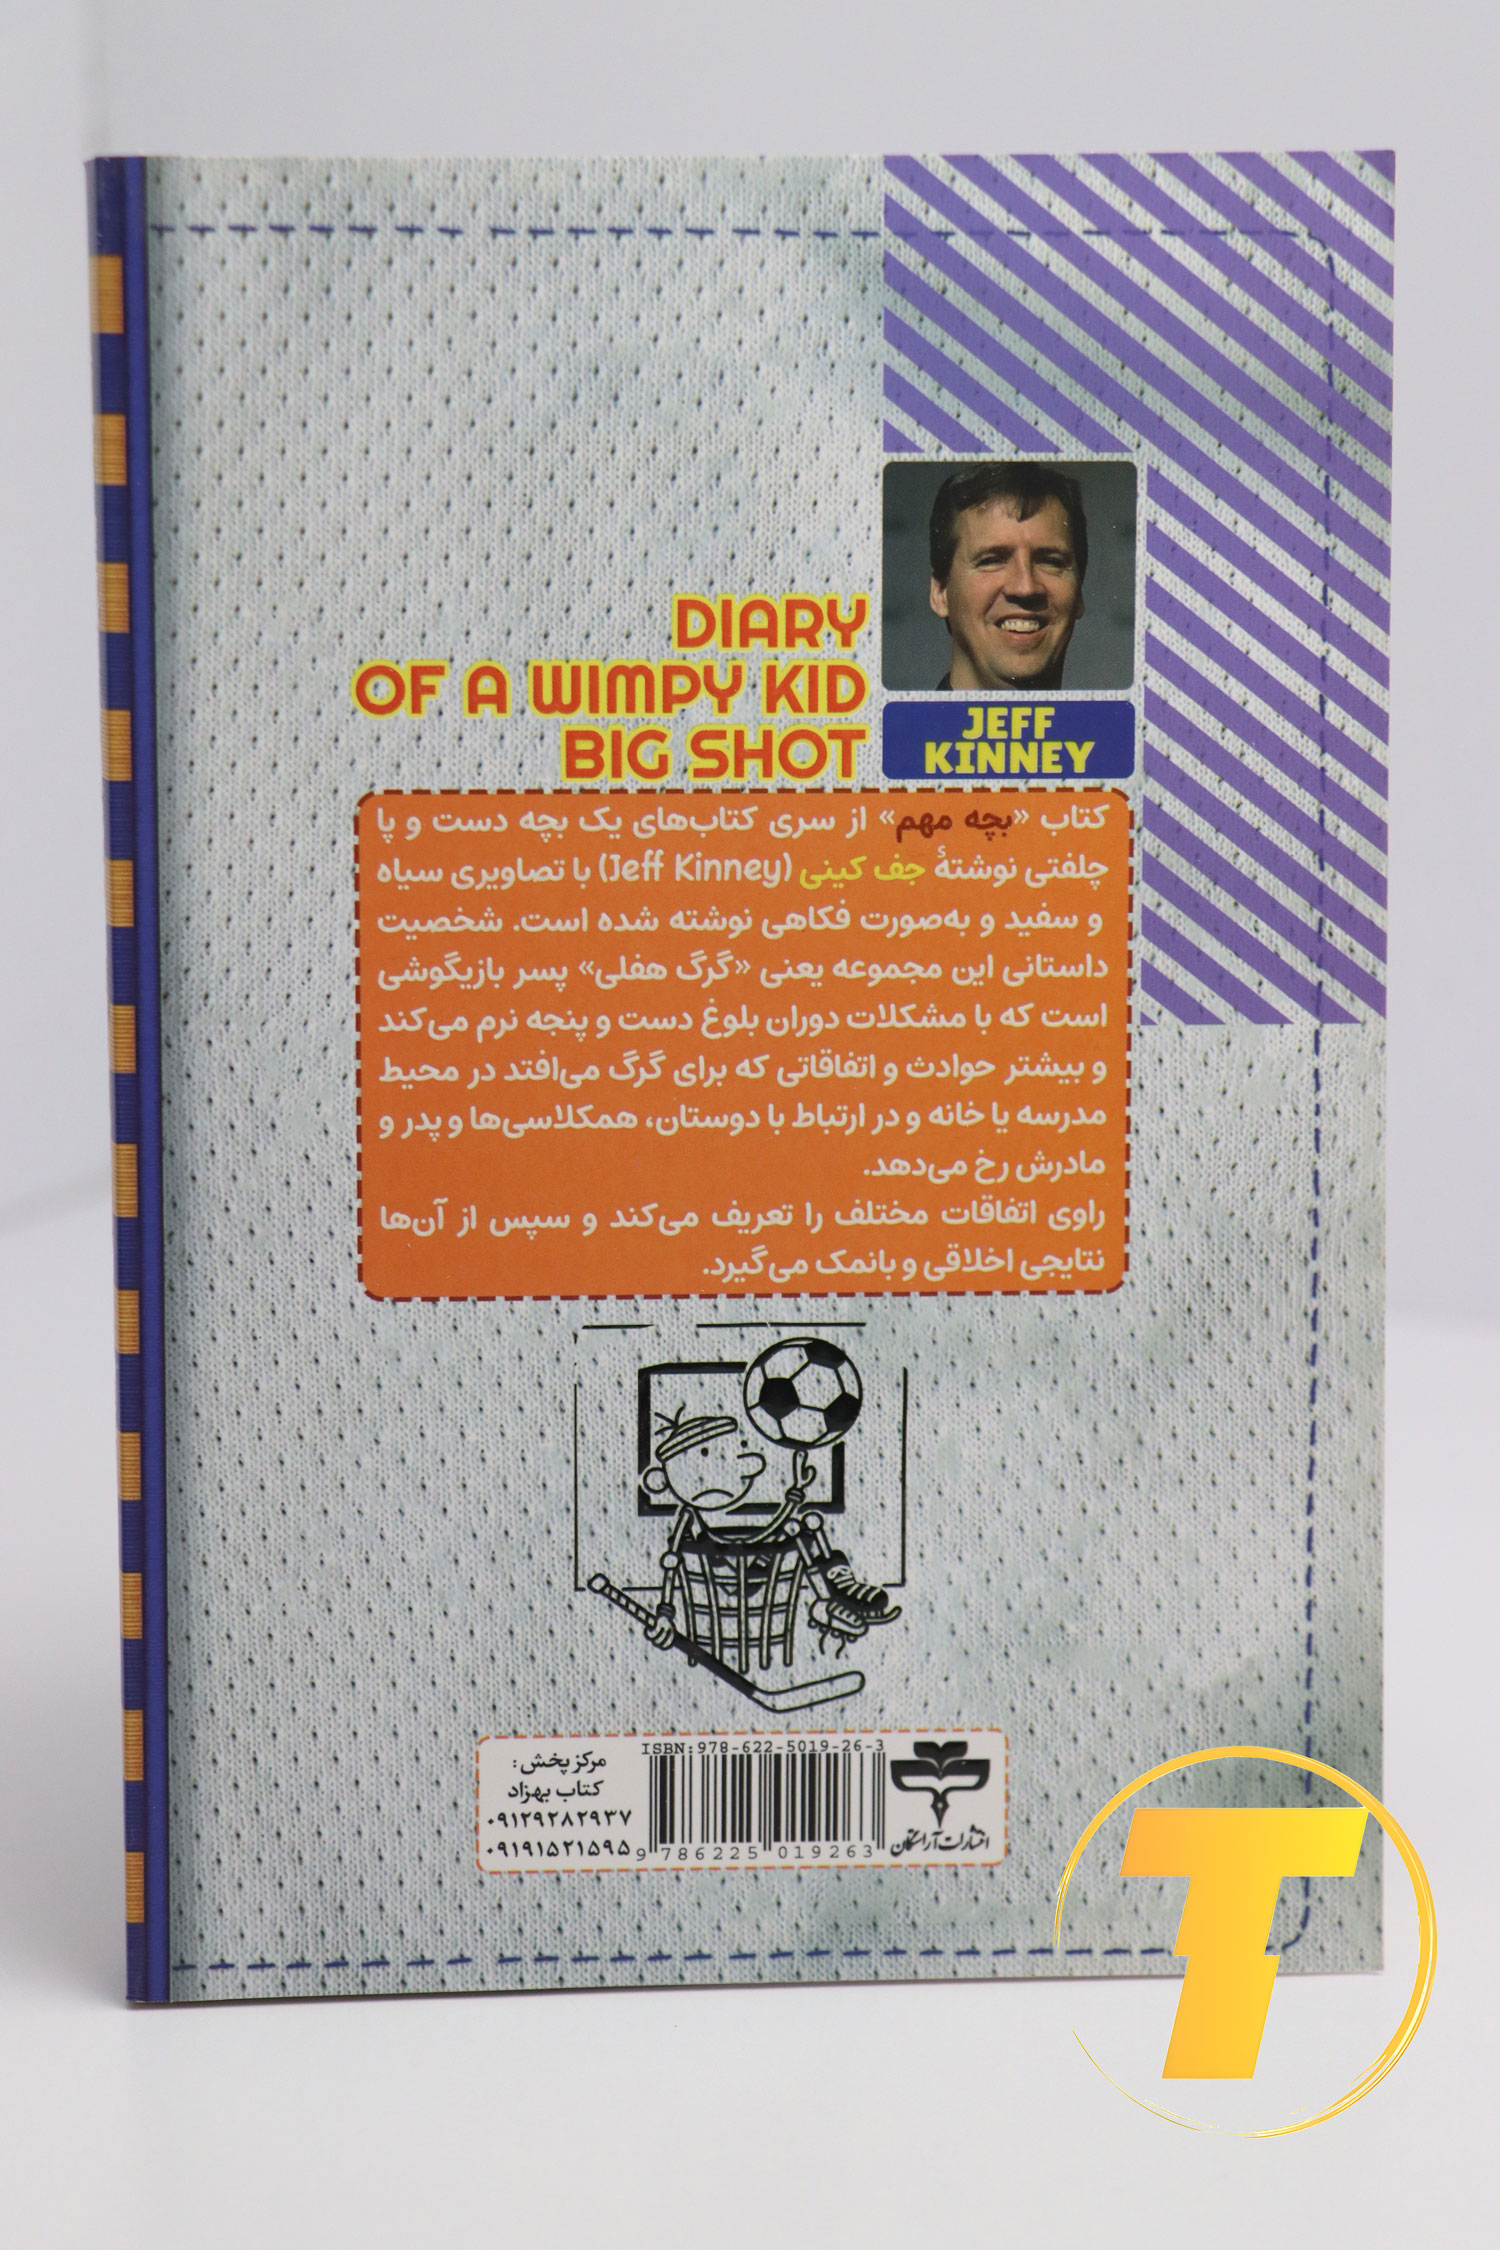 DIARY
OF A WIMPY KID
BIG SHOT
JEFF
KINNEY
کتاب «بچه مهم» از سری کتاب‌های یک بچه دست و پا
چلفتی نوشتهٔ جف کینی (Jeff Kinney) با تصاویری سیاه
و سفید و به‌صورت فکاهی نوشته شده است. شخصیت
داستانی این مجموعه یعنی «گرگ هفلی» پسر بازیگوشی
است که با مشکلات دوران بلوغ دست و پنجه نرم می‌کند
و بیشتر حوادث و اتفاقاتی که برای گرگ می‌افتد در محیط
مدرسه یا خانه و در ارتباط با دوستان، همکلاسی‌ها و پدر و
مادرش رخ می‌دهد.
راوی اتفاقات مختلف را تعریف می‌کند و سپس از آن‌ها
نتایجی اخلاقی و بانمک می‌گیرد.
مرکز پخش:
کتاب بهزاد
۰۹۱۲۹۲۸۲۹۳۷
۰۹۱۹۱۵۲۱۵۹۵
ISBN: 978-622-5019-26-3
9 786225 019263
انتشارات آراستگان
T